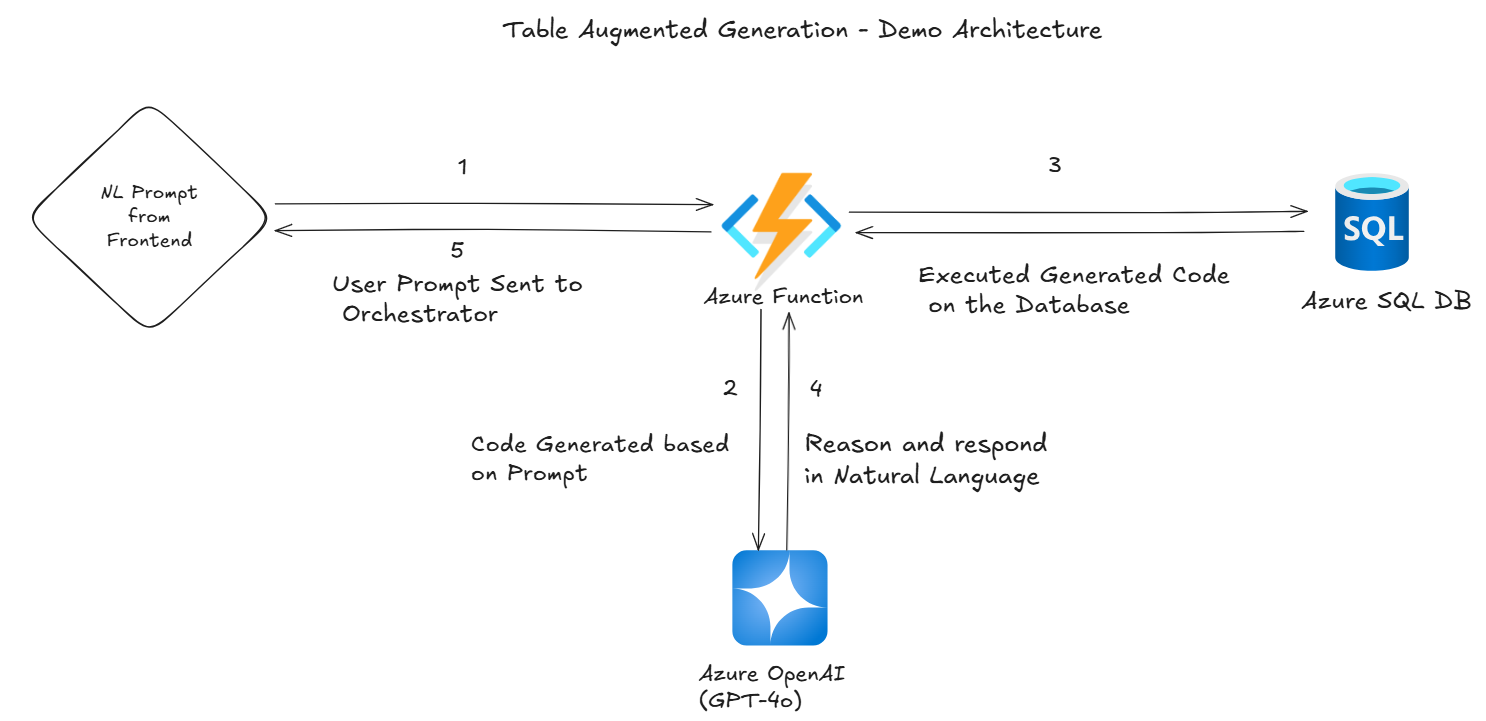 Table Augmented Generation - Demo Architecture
NL Prompt
from
Frontend
1
5
User Prompt Sent to
Orchestrator
Azure Function
3
Executed Generated Code
on the Database
SQL
Azure SQL DB
2
Code Generated based
on Prompt
4
Reason and respond
in Natural Language
Azure OpenAI
(GPT-4o)